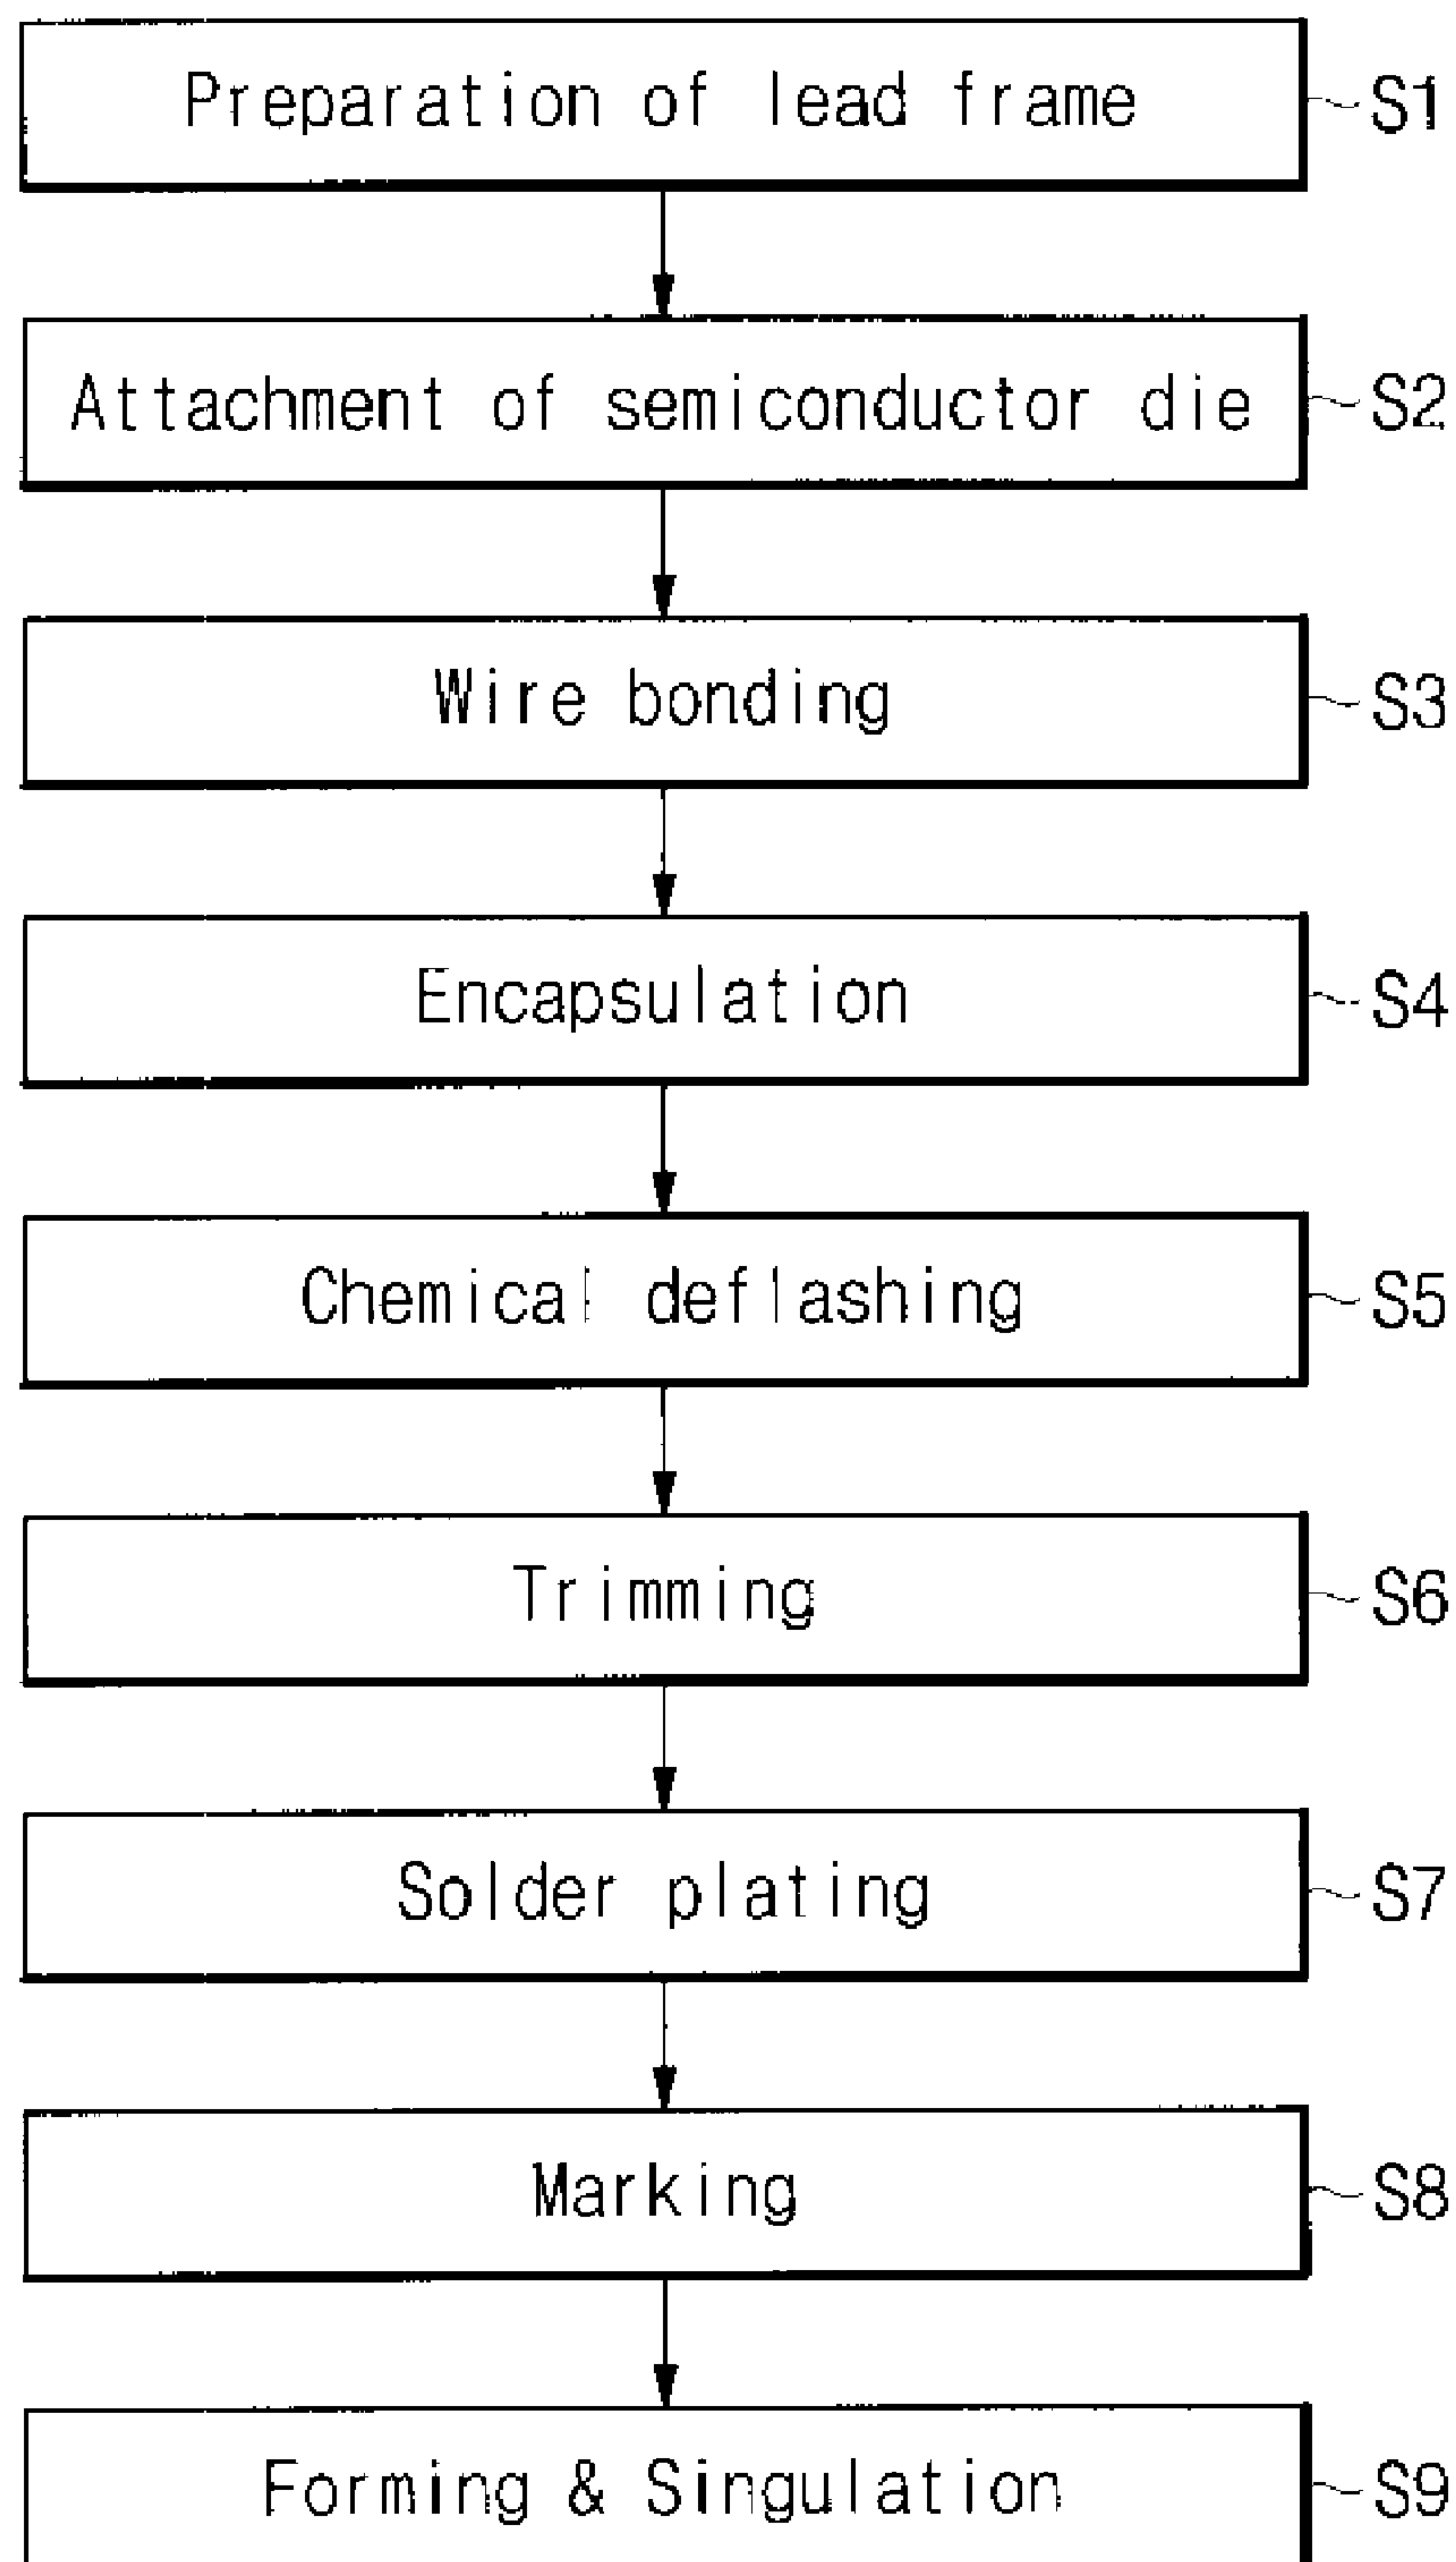 Preparation of lead frame S1
Attachment of semiconductor die S2
Wire bonding S3
Encapsulation S4
Chemical deflashing S5
Trimming S6
Solder plating S7
Marking S8
Forming & Singulation S9